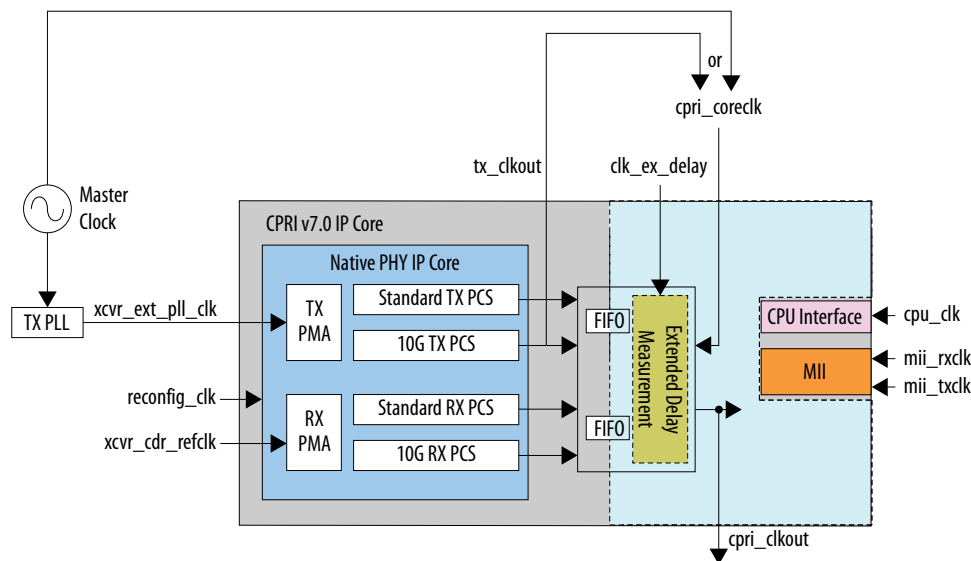 or
cpri_coreclk
tx_clkout
clk_ex_delay
Master
Clock
CPRI v7.0 IP Core
Native PHY IP Core
TX PLL
xcvr_ext_pll_clk
TX
PMA
Standard TX PCS
10G TX PCS
FIFO
Extended Delay
Measurement
CPU Interface
cpu_clk
MII
mii_rxclk
mii_txclk
reconfig_clk
xcvr_cdr_refclk
RX
PMA
Standard RX PCS
10G RX PCS
FIFO
cpri_clkout